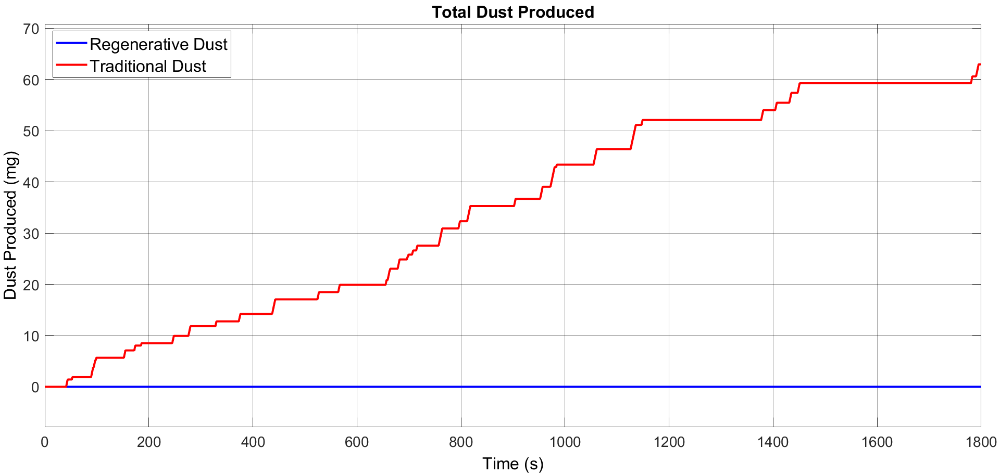 Total Dust Produced
Regenerative Dust
Traditional Dust
Dust Produced (mg)
70
60
50
40
30
20
10
0
0 200 400 600 800 1000 1200 1400 1600 1800
Time (s)